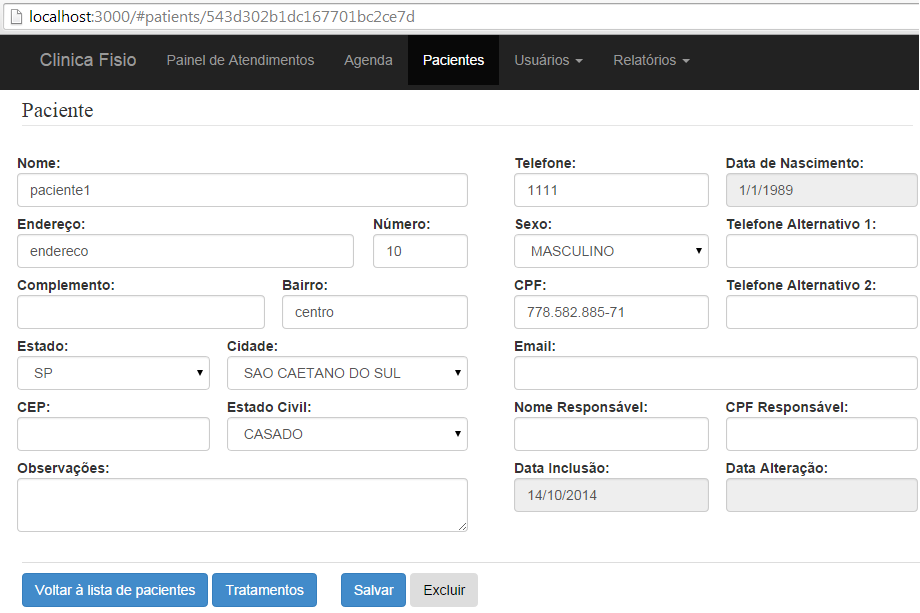 localhost:3000/#patients/543d302b1dc167701bc2ce7d
Clinica Fisio Painel de Atendimentos Agenda Pacientes Usuários Relatórios
Paciente
Nome: Telefone: Data de Nascimento:
paciente1 1111 1/1/1989
Endereço: Número: Sexo: Telefone Alternativo 1:
endereco 10 MASCULINO
Complemento: Bairro: CPF: Telefone Alternativo 2:
centro 778.582.885-71
Estado: Cidade: Email:
SP SAO CAETANO DO SUL
CEP: Estado Civil: Nome Responsável: CPF Responsável:
CASADO
Observações: Data Inclusão: Data Alteração:
14/10/2014
Voltar à lista de pacientes Tratamentos Salvar Excluir